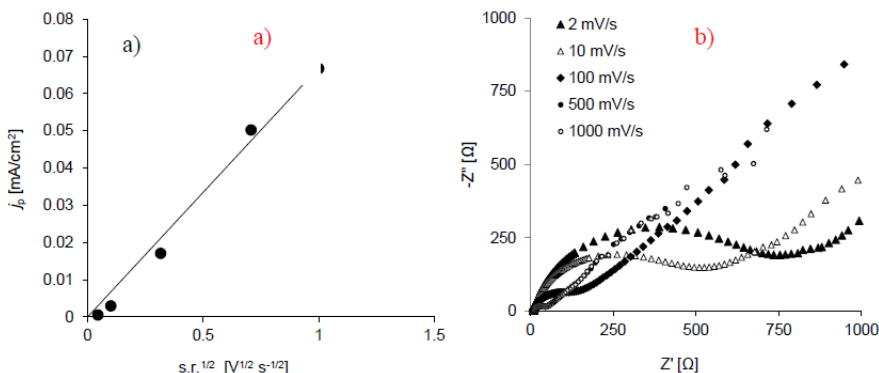 a)
a)
0.08
0.07
0.06
0.05
0.04
0.03
0.02
0.01
0
0
0.5
1
1.5
jp [mA/cm²]
s.r.¹/² [V¹/² s⁻¹/²]
b)
▲ 2 mV/s
△ 10 mV/s
◆ 100 mV/s
• 500 mV/s
○ 1000 mV/s
-1000
-750
-500
-250
0
0
250
500
750
1000
-Z'' [Ω]
Z' [Ω]